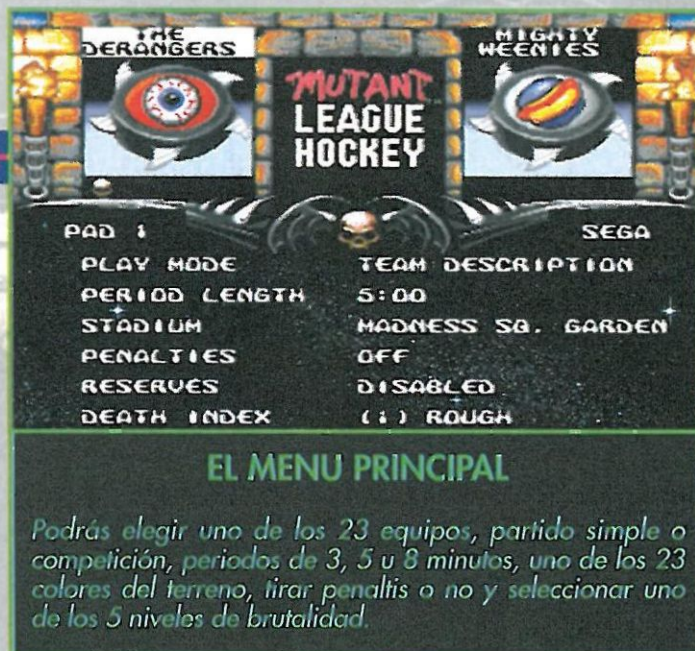 THE DERANGERS
MIGHTY WEENIES
MUTANT
LEAGUE
HOCKEY
PAD 1 SEGA
PLAY MODE TEAM DESCRIPTION
PERIOD LENGTH 5:00
STADIUM MADNESS SQ. GARDEN
PENALTIES OFF
RESERVES DISABLED
DEATH INDEX (1) ROUGH
EL MENU PRINCIPAL
Podrás elegir uno de los 23 equipos, partido simple o
competición, periodos de 3, 5 u 8 minutos, uno de los 23
colores del terreno, tirar penaltis o no y seleccionar uno
de los 5 niveles de brutalidad.